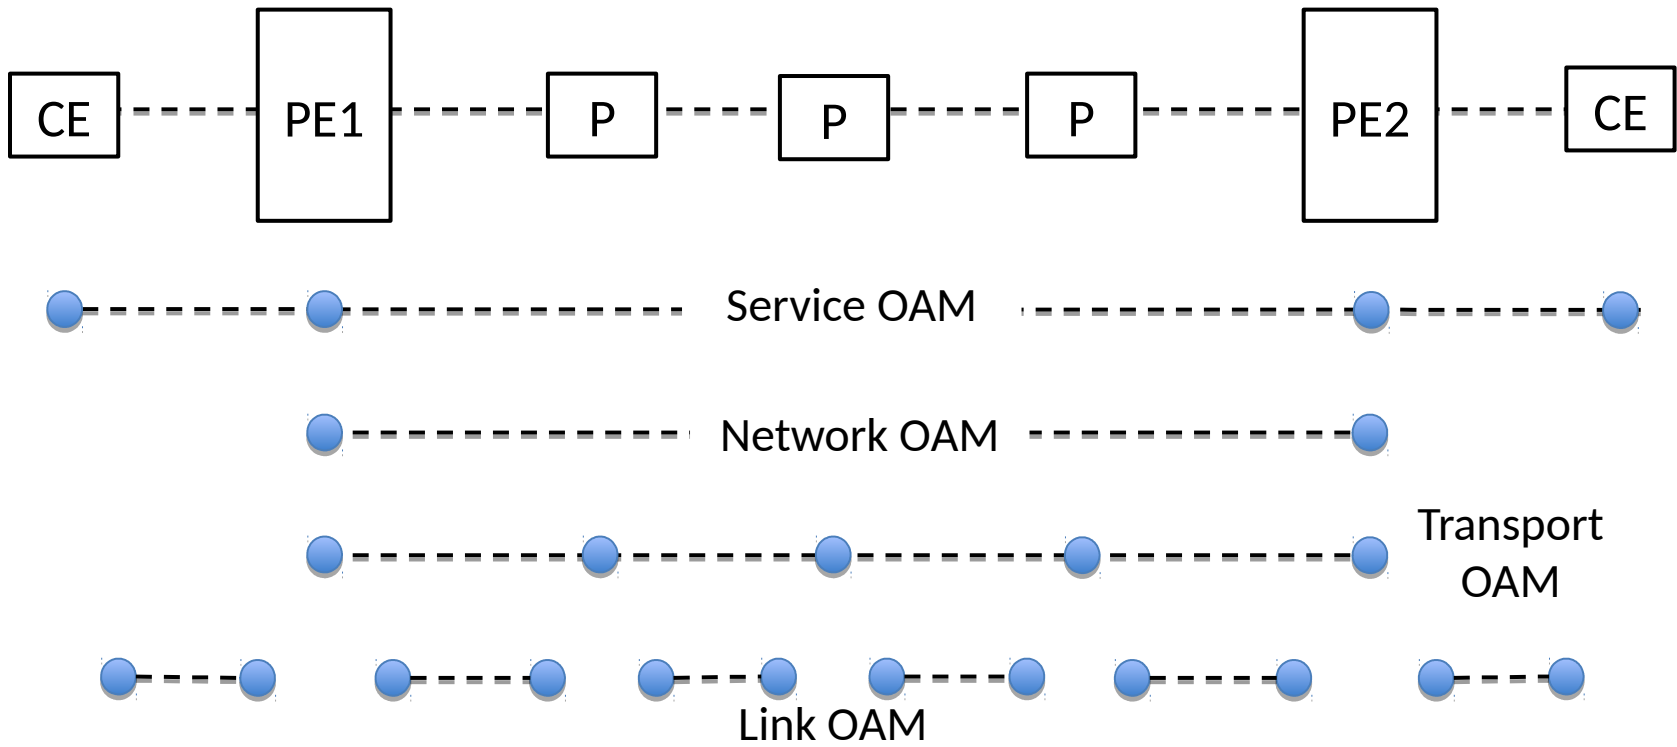 CE PE1 P P P PE2 CE
Service OAM
Network OAM
Transport
OAM
Link OAM